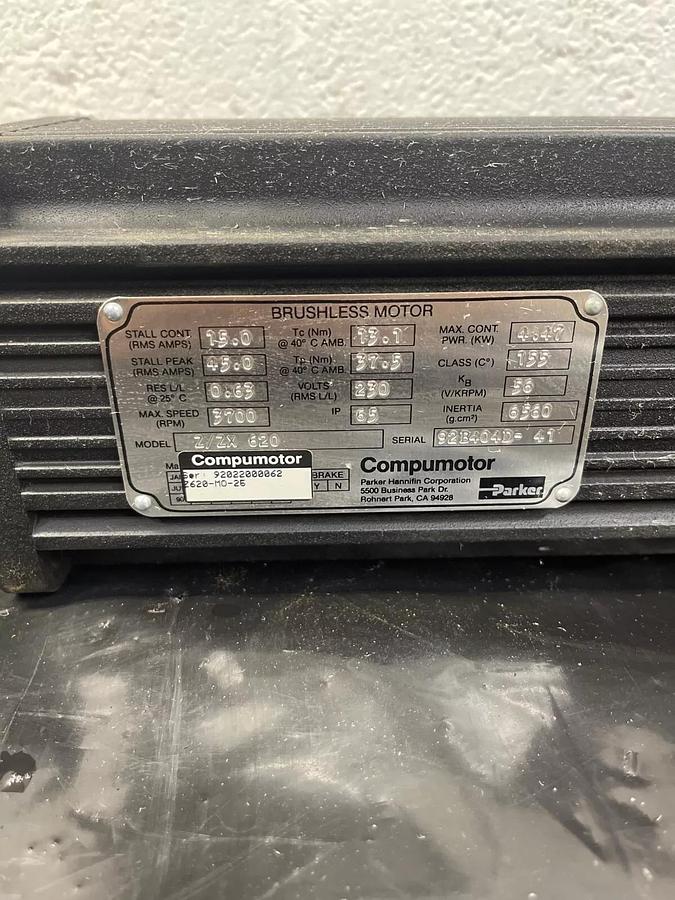 BRUSHLESS MOTOR
STALL CONT. (RMS AMPS) 15.0 Tc (Nm) @ 40° C AMB. 13.1 MAX. CONT. PWR. (KW) 4.47
STALL PEAK (RMS AMPS) 45.0 Tp (Nm) @ 40° C AMB. 37.5 CLASS (C°) 155
RES L/L @ 25° C 0.63 VOLTS (RMS L/L) 230 KB (V/KRPM) 56
MAX. SPEED (RPM) 3700 IP 65 INERTIA (g.cm²) 6560
MODEL Z/ZX 620 SERIAL 92B404D- 41
Compumotor
Ser: 92022000062
Z620-MO-25
BRAKE
Y N
Compumotor
Parker Hannifin Corporation
5500 Business Park Dr.
Rohnert Park, CA 94928
Parker